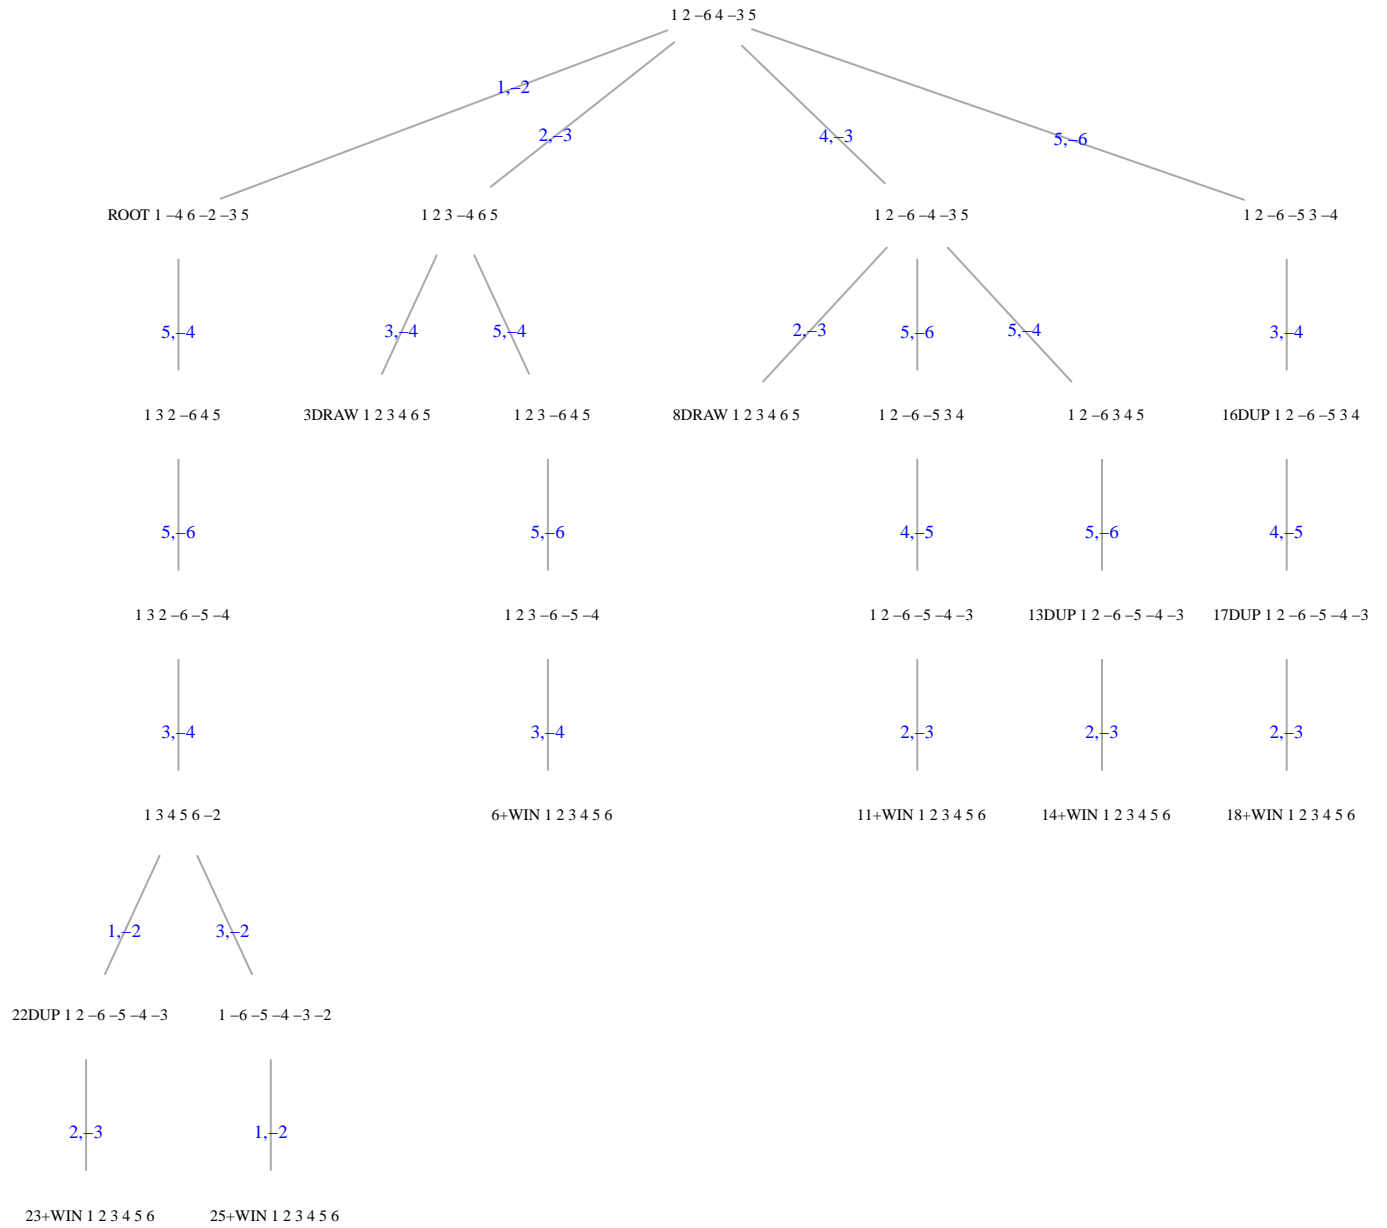 1 2 –6 4 –3 5
1,–2
2,–3
4,–3
5,–6
ROOT 1 –4 6 –2 –3 5
1 2 3 –4 6 5
1 2 –6 –4 –3 5
1 2 –6 –5 3 –4
5,–4
3,–4
5,–4
2,–3
5,–6
5,–4
3,–4
1 3 2 –6 4 5
3DRAW 1 2 3 4 6 5
1 2 3 –6 4 5
8DRAW 1 2 3 4 6 5
1 2 –6 –5 3 4
1 2 –6 3 4 5
16DUP 1 2 –6 –5 3 4
5,–6
5,–6
4,–5
5,–6
4,–5
1 3 2 –6 –5 –4
1 2 3 –6 –5 –4
1 2 –6 –5 –4 –3
13DUP 1 2 –6 –5 –4 –3
17DUP 1 2 –6 –5 –4 –3
3,–4
3,–4
2,–3
2,–3
2,–3
1 3 4 5 6 –2
6+WIN 1 2 3 4 5 6
11+WIN 1 2 3 4 5 6
14+WIN 1 2 3 4 5 6
18+WIN 1 2 3 4 5 6
1,–2
3,–2
22DUP 1 2 –6 –5 –4 –3
1 –6 –5 –4 –3 –2
2,–3
1,–2
23+WIN 1 2 3 4 5 6
25+WIN 1 2 3 4 5 6